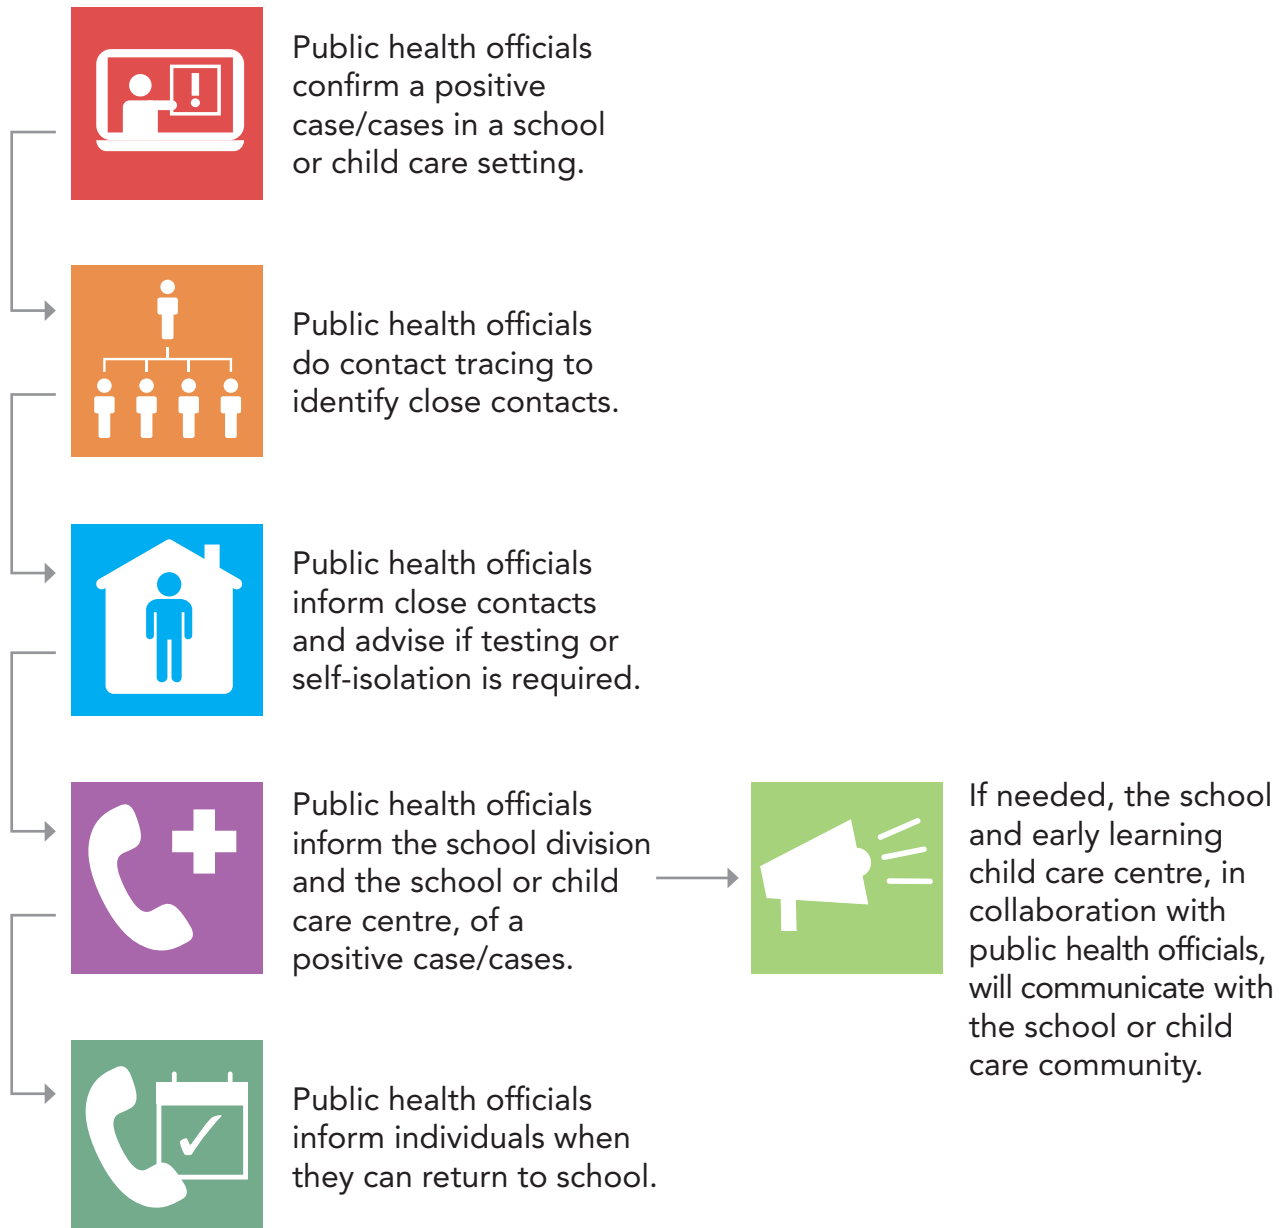 Public health officials
confirm a positive
case/cases in a school
or child care setting.
Public health officials
do contact tracing to
identify close contacts.
Public health officials
inform close contacts
and advise if testing or
self-isolation is required.
Public health officials
inform the school division
and the school or child
care centre, of a
positive case/cases.
If needed, the school
and early learning
child care centre, in
collaboration with
public health officials,
will communicate with
the school or child
care community.
Public health officials
inform individuals when
they can return to school.